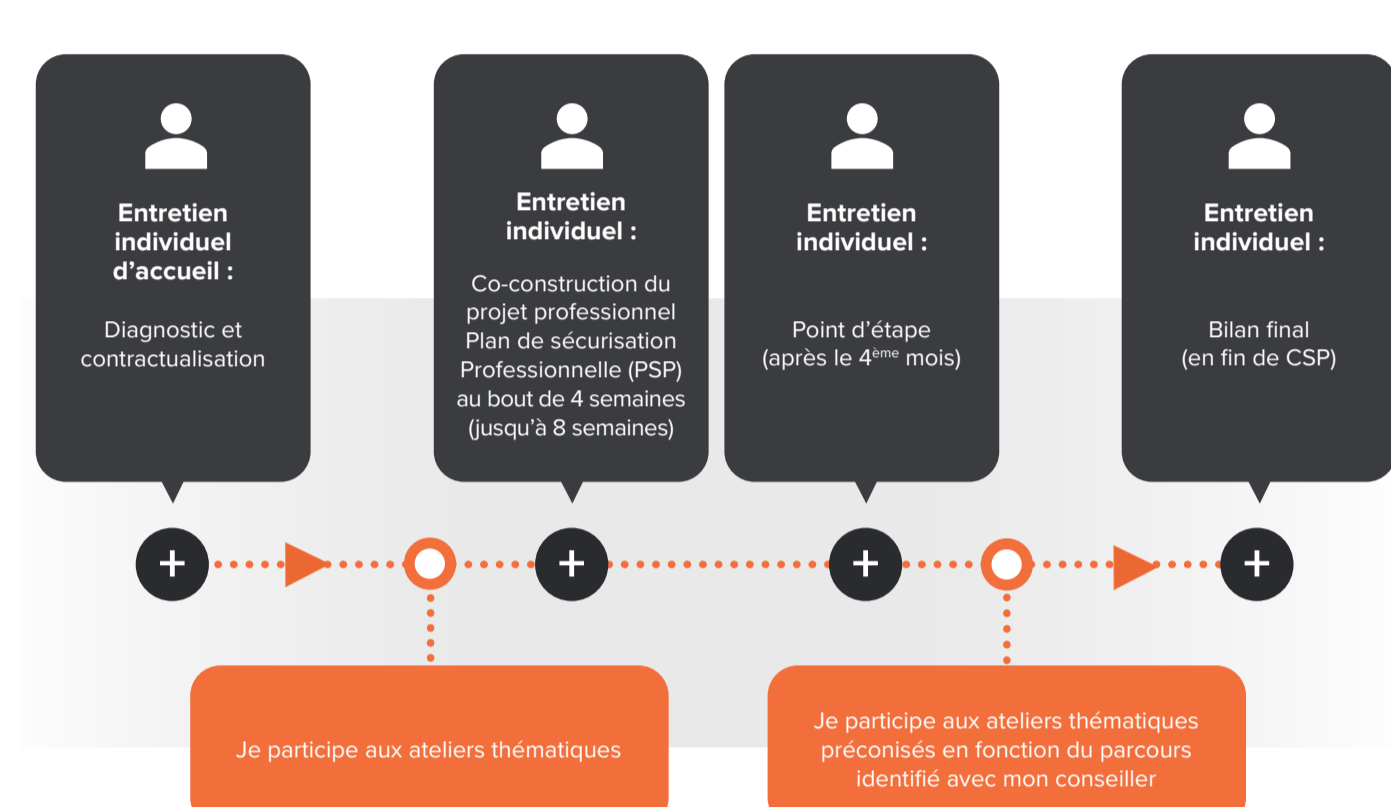 Entretien
individuel
d’accueil :
Diagnostic et
contractualisation
Entretien
individuel :
Co-construction du
projet professionnel
Plan de sécurisation
Professionnelle (PSP)
au bout de 4 semaines
(jusqu’à 8 semaines)
Entretien
individuel :
Point d’étape
(après le 4ème mois)
Entretien
individuel :
Bilan final
(en fin de CSP)
+
+
+
+
Je participe aux ateliers thématiques
Je participe aux ateliers thématiques
préconisés en fonction du parcours
identifié avec mon conseiller